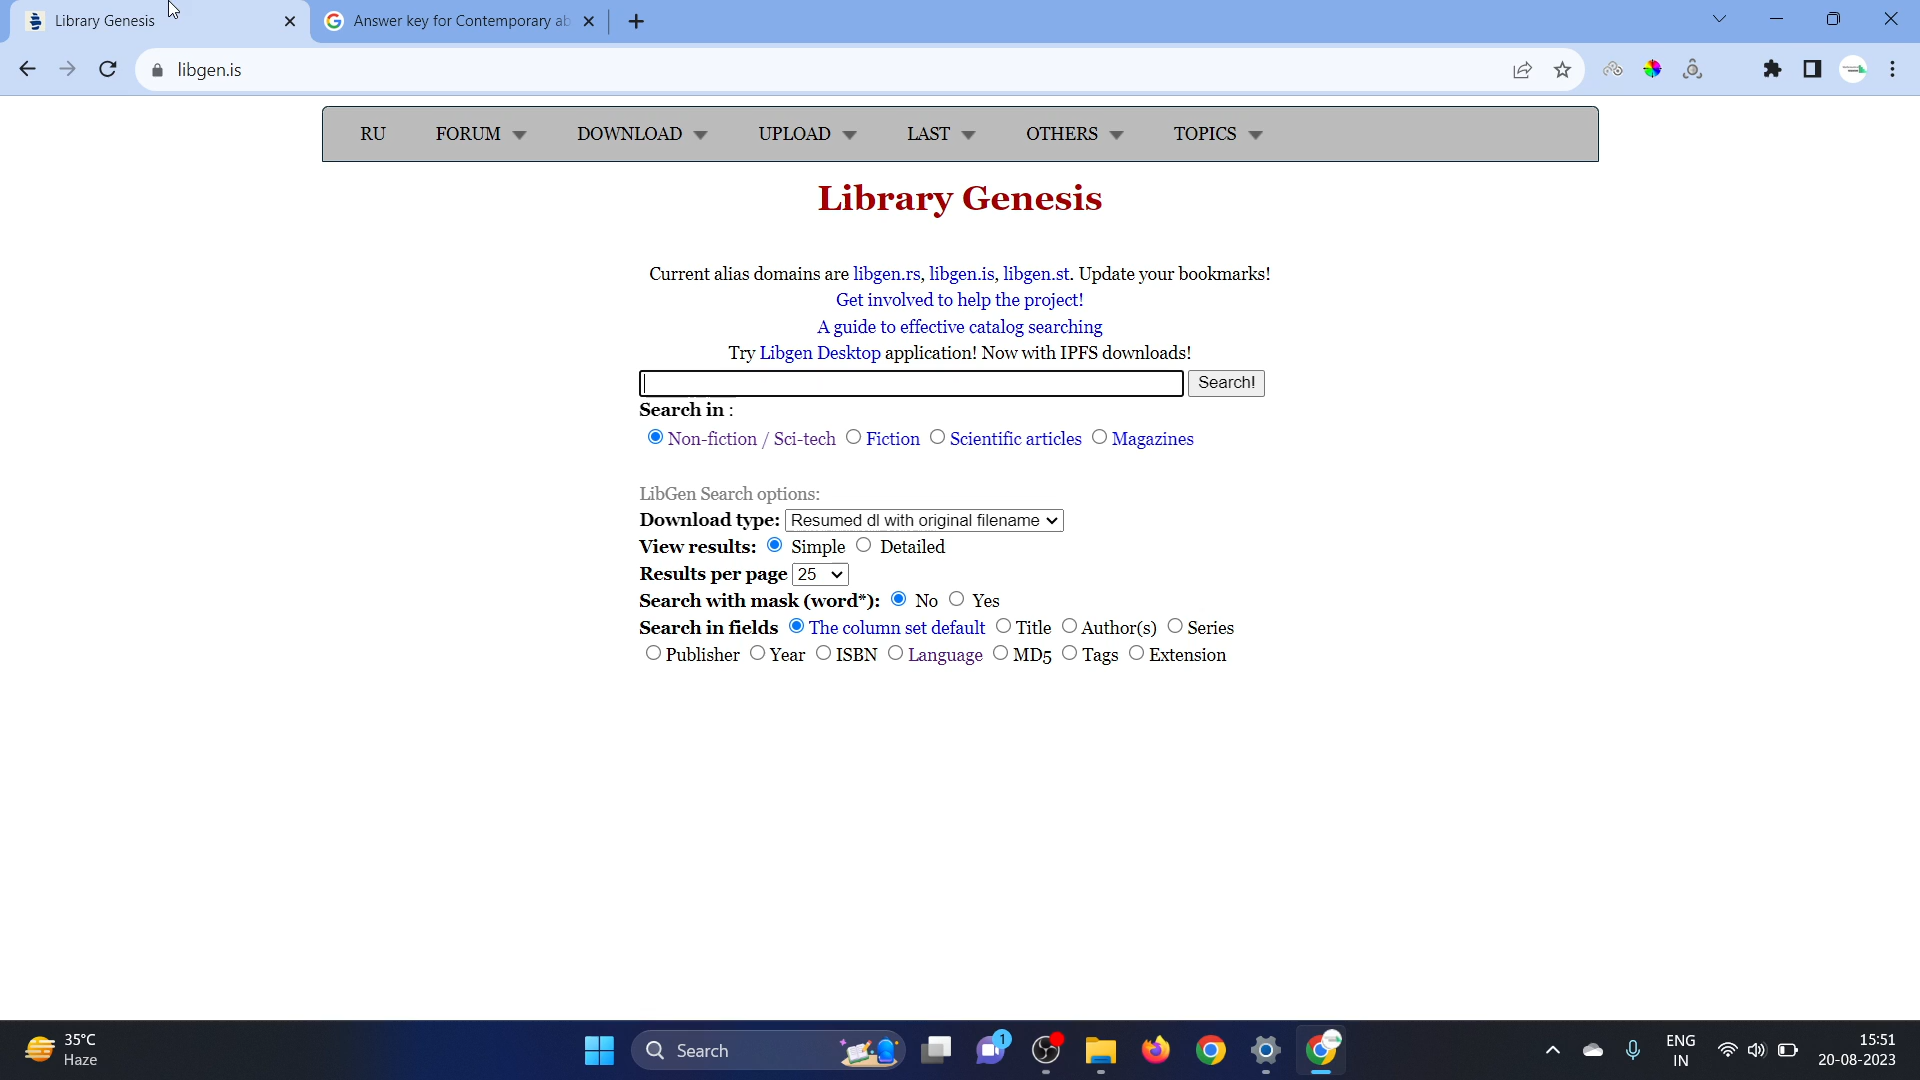 Library Genesis
Answer key for Contemporary ab
libgen.is
RU FORUM DOWNLOAD UPLOAD LAST OTHERS TOPICS
Library Genesis
Current alias domains are libgen.rs, libgen.is, libgen.st. Update your bookmarks!
Get involved to help the project!
A guide to effective catalog searching
Try Libgen Desktop application! Now with IPFS downloads!
Search!
Search in :
Non-fiction / Sci-tech Fiction Scientific articles Magazines
LibGen Search options:
Download type: Resumed dl with original filename
View results: Simple Detailed
Results per page 25
Search with mask (word*): No Yes
Search in fields The column set default Title Author(s) Series
Publisher Year ISBN Language MD5 Tags Extension
35°C
Haze
Search
1
ENG
IN
15:51
20-08-2023